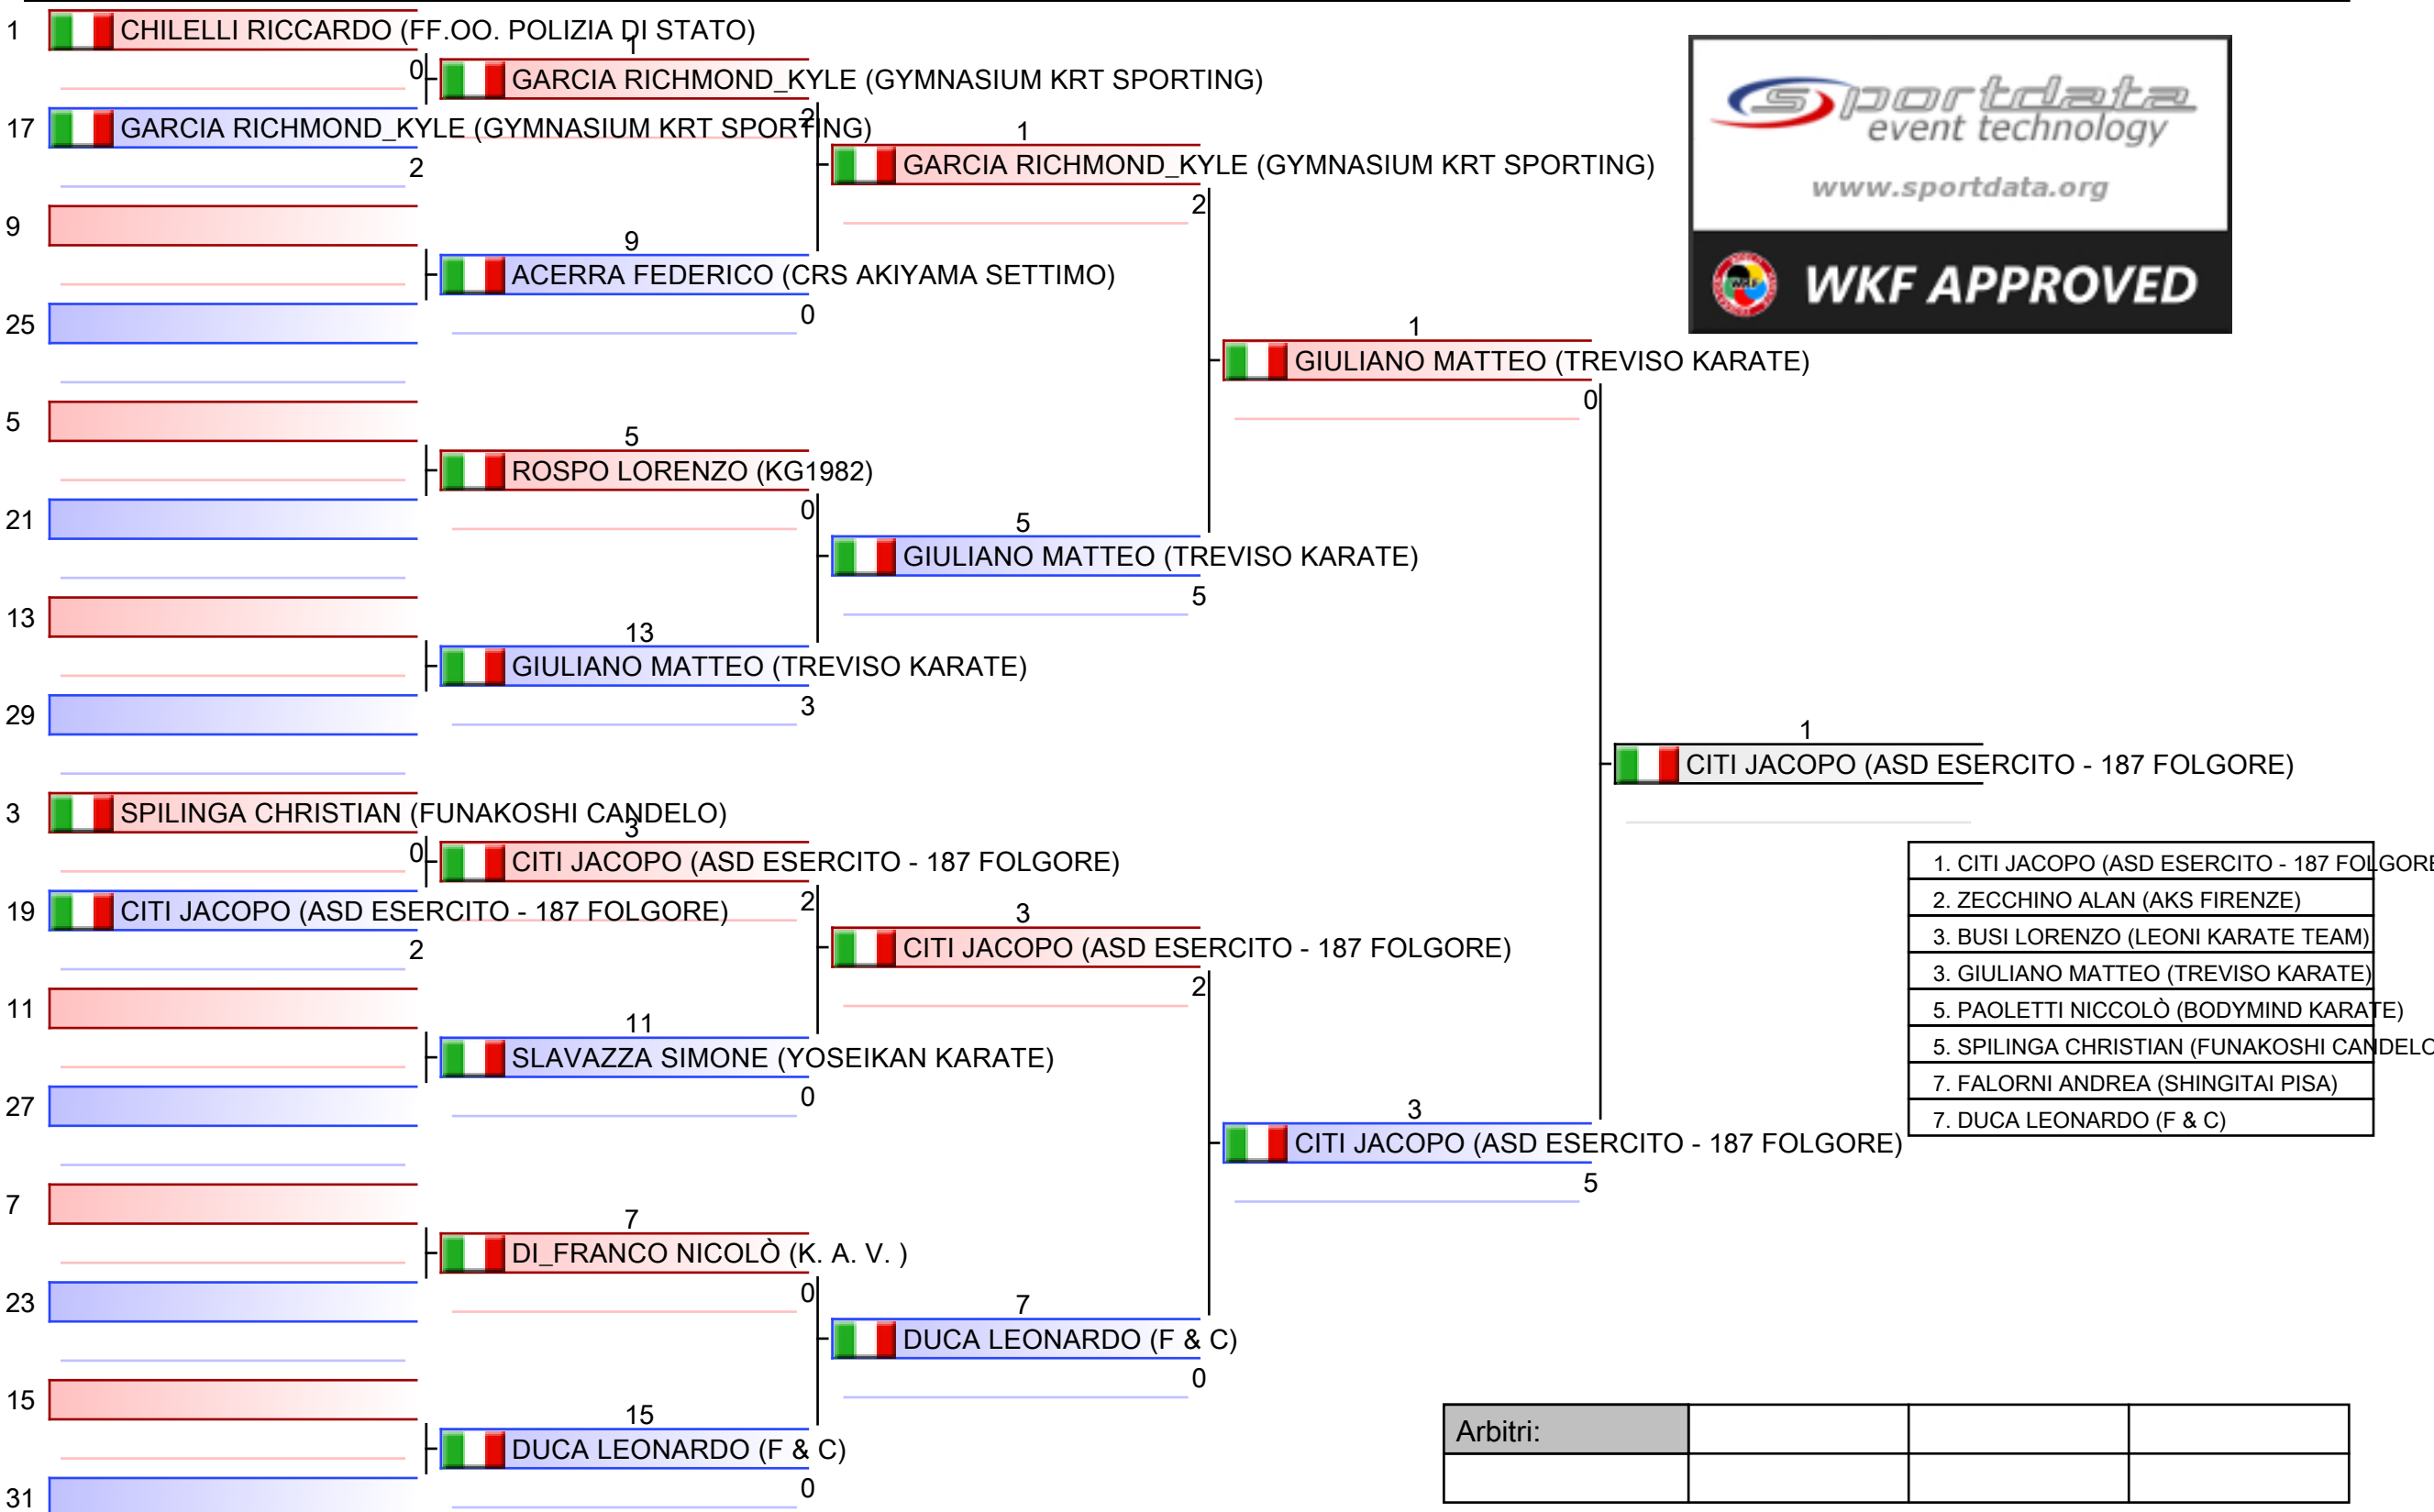 1 CHILELLI RICCARDO (FF.OO. POLIZIA DI STATO)
1
0 GARCIA RICHMOND_KYLE (GYMNASIUM KRT SPORTING)
2
17 GARCIA RICHMOND_KYLE (GYMNASIUM KRT SPORTING)
2
1
GARCIA RICHMOND_KYLE (GYMNASIUM KRT SPORTING)
2
9
9
ACERRA FEDERICO (CRS AKIYAMA SETTIMO)
0
25
1
GIULIANO MATTEO (TREVISO KARATE)
0
5
5
ROSPO LORENZO (KG1982)
0
21
5
GIULIANO MATTEO (TREVISO KARATE)
5
13
13
GIULIANO MATTEO (TREVISO KARATE)
3
29
1
CITI JACOPO (ASD ESERCITO - 187 FOLGORE)
3 SPILINGA CHRISTIAN (FUNAKOSHI CANDELO)
3
0 CITI JACOPO (ASD ESERCITO - 187 FOLGORE)
2
19 CITI JACOPO (ASD ESERCITO - 187 FOLGORE)
2
3
CITI JACOPO (ASD ESERCITO - 187 FOLGORE)
2
11
11
SLAVAZZA SIMONE (YOSEIKAN KARATE)
0
27
3
CITI JACOPO (ASD ESERCITO - 187 FOLGORE)
5
7
7
DI_FRANCO NICOLÒ (K. A. V. )
0
23
7
DUCA LEONARDO (F & C)
0
15
15
DUCA LEONARDO (F & C)
0
31
sportdata
event technology
www.sportdata.org
WKF
WKF APPROVED
1. CITI JACOPO (ASD ESERCITO - 187 FOLGORE
2. ZECCHINO ALAN (AKS FIRENZE)
3. BUSI LORENZO (LEONI KARATE TEAM)
3. GIULIANO MATTEO (TREVISO KARATE)
5. PAOLETTI NICCOLÒ (BODYMIND KARATE)
5. SPILINGA CHRISTIAN (FUNAKOSHI CANDELO
7. FALORNI ANDREA (SHINGITAI PISA)
7. DUCA LEONARDO (F & C)
Arbitri: